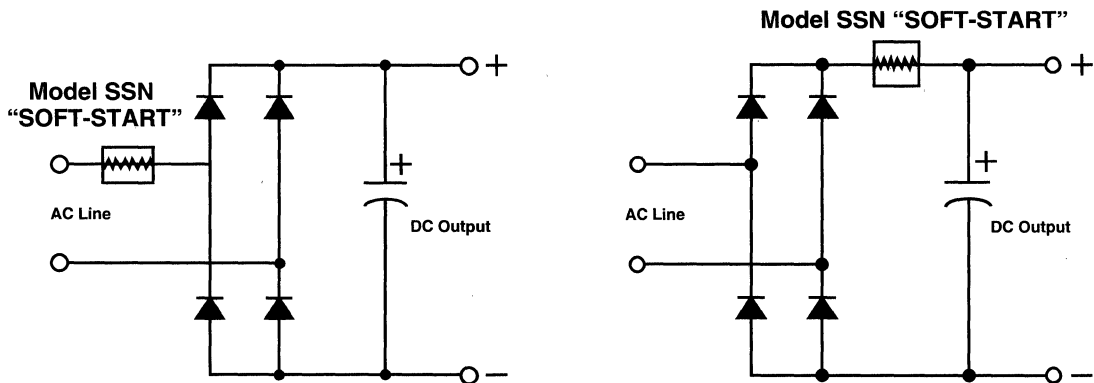 Model SSN
“SOFT-START”
+
+
AC Line
DC Output
−
Model SSN “SOFT-START”
+
+
AC Line
DC Output
−